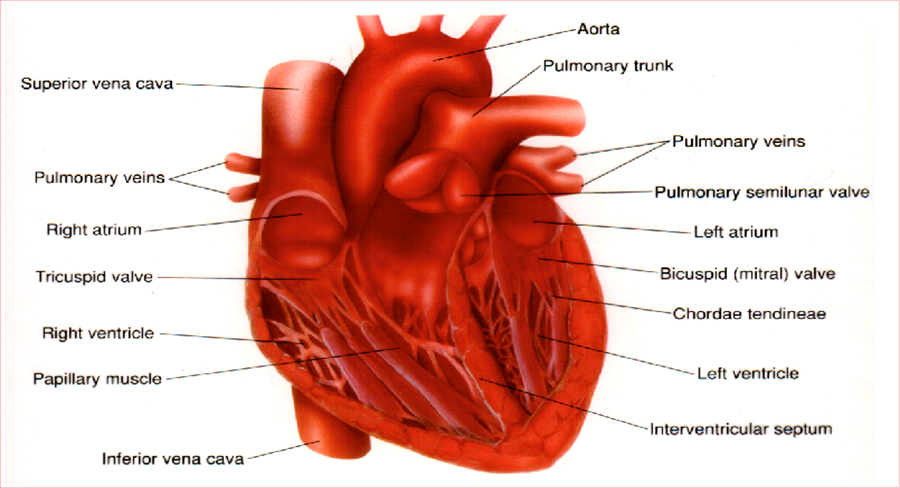 Aorta
Pulmonary trunk
Superior vena cava
Pulmonary veins
Pulmonary veins
Pulmonary semilunar valve
Right atrium
Left atrium
Tricuspid valve
Bicuspid (mitral) valve
Chordae tendineae
Right ventricle
Left ventricle
Papillary muscle
Interventricular septum
Inferior vena cava